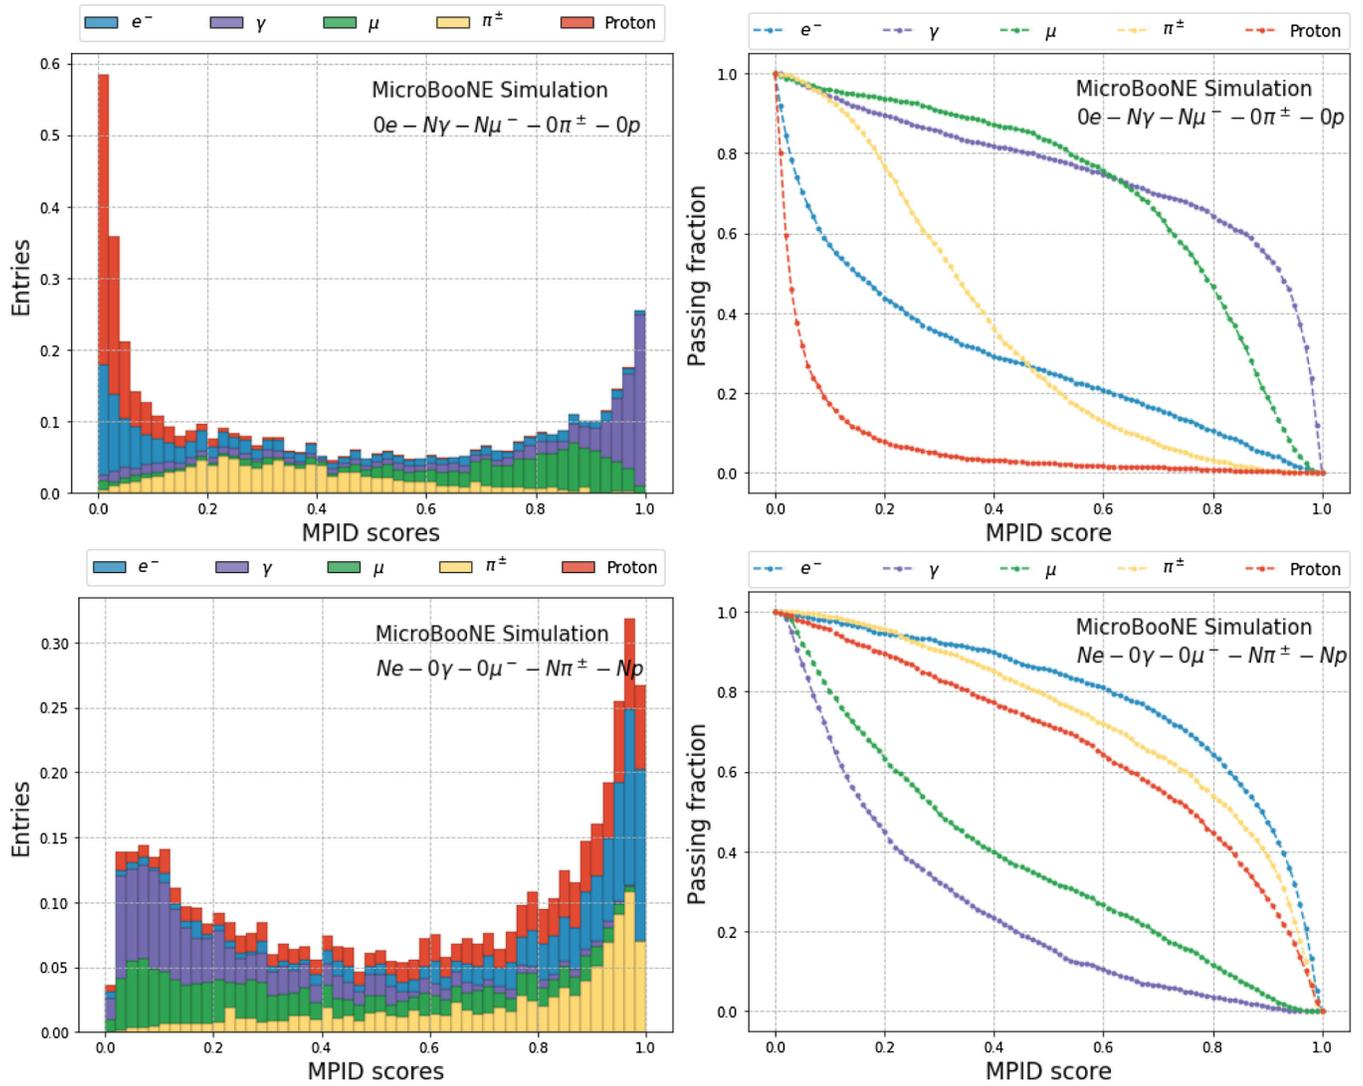 e⁻ γ μ π± Proton
0.6
0.5
0.4
0.3
0.2
0.1
0.0
Entries
MicroBooNE Simulation
0e − Nγ − Nμ⁻ − 0π± − 0p
0.0 0.2 0.4 0.6 0.8 1.0
MPID scores
e⁻ γ μ π± Proton
1.0
0.8
0.6
0.4
0.2
0.0
Passing fraction
MicroBooNE Simulation
0e − Nγ − Nμ⁻ − 0π± − 0p
0.0 0.2 0.4 0.6 0.8 1.0
MPID score
e⁻ γ μ π± Proton
0.30
0.25
0.20
0.15
0.10
0.05
0.00
Entries
MicroBooNE Simulation
Ne − 0γ − 0μ⁻ − Nπ± − Np
0.0 0.2 0.4 0.6 0.8 1.0
MPID scores
e⁻ γ μ π± Proton
1.0
0.8
0.6
0.4
0.2
0.0
Passing fraction
MicroBooNE Simulation
Ne − 0γ − 0μ⁻ − Nπ± − Np
0.0 0.2 0.4 0.6 0.8 1.0
MPID score